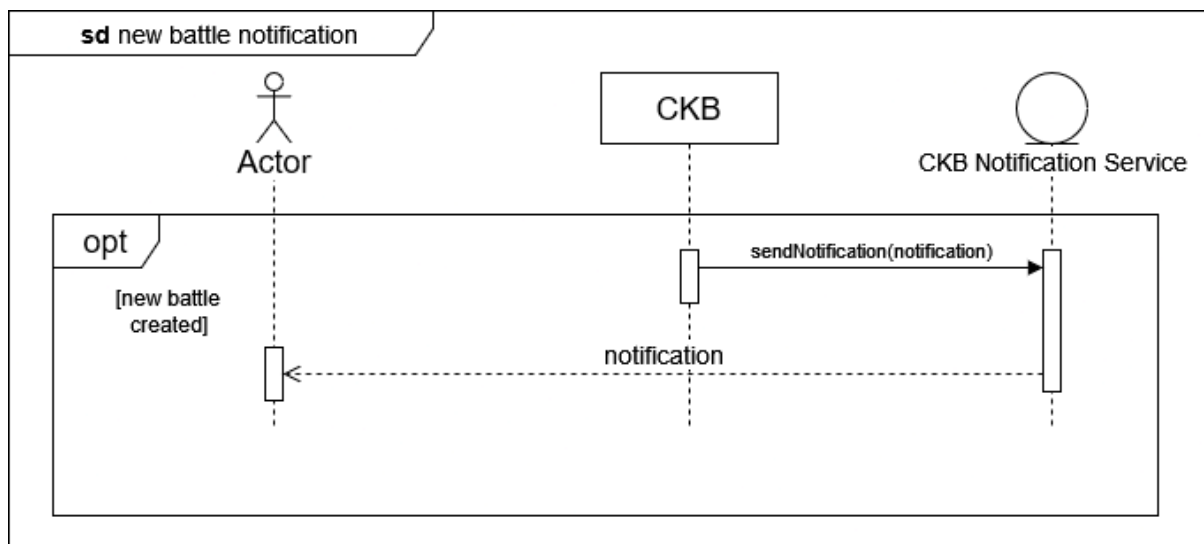 sd new battle notification
CKB
Actor
CKB Notification Service
opt
sendNotification(notification)
[new battle
created]
notification